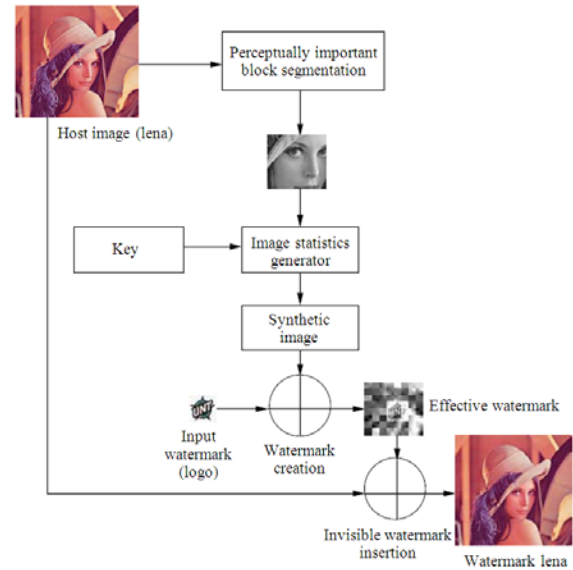 Perceptually important
block segmentation
Host image (lena)
Key
Image statistics
generator
Synthetic
image
UNT
Effective watermark
Input
watermark
(logo)
Watermark
creation
Invisible watermark
insertion
Watermark lena